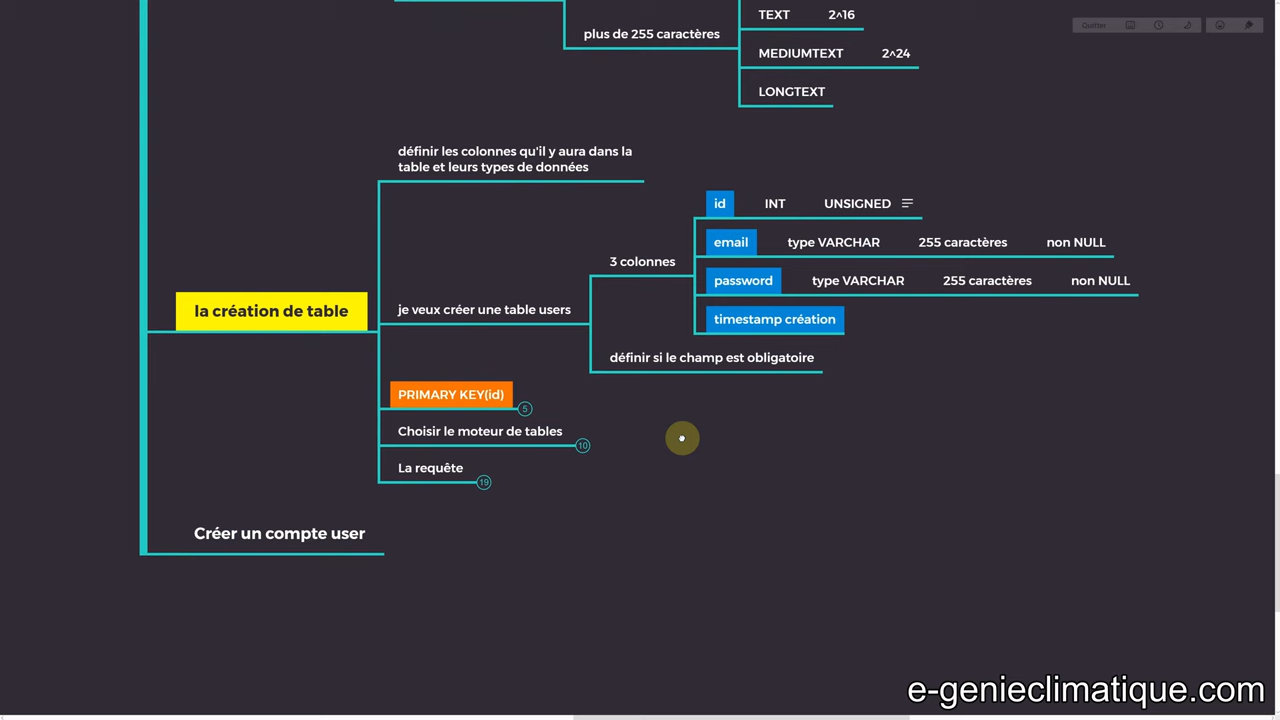 TEXT 2^16
plus de 255 caractères
MEDIUMTEXT 2^24
LONGTEXT
Quitter
définir les colonnes qu'il y aura dans la
table et leurs types de données
id INT UNSIGNED
email type VARCHAR 255 caractères non NULL
3 colonnes
password type VARCHAR 255 caractères non NULL
la création de table
je veux créer une table users
timestamp création
définir si le champ est obligatoire
PRIMARY KEY(id) 5
Choisir le moteur de tables 10
La requête 19
Créer un compte user
e-genieclimatique.com